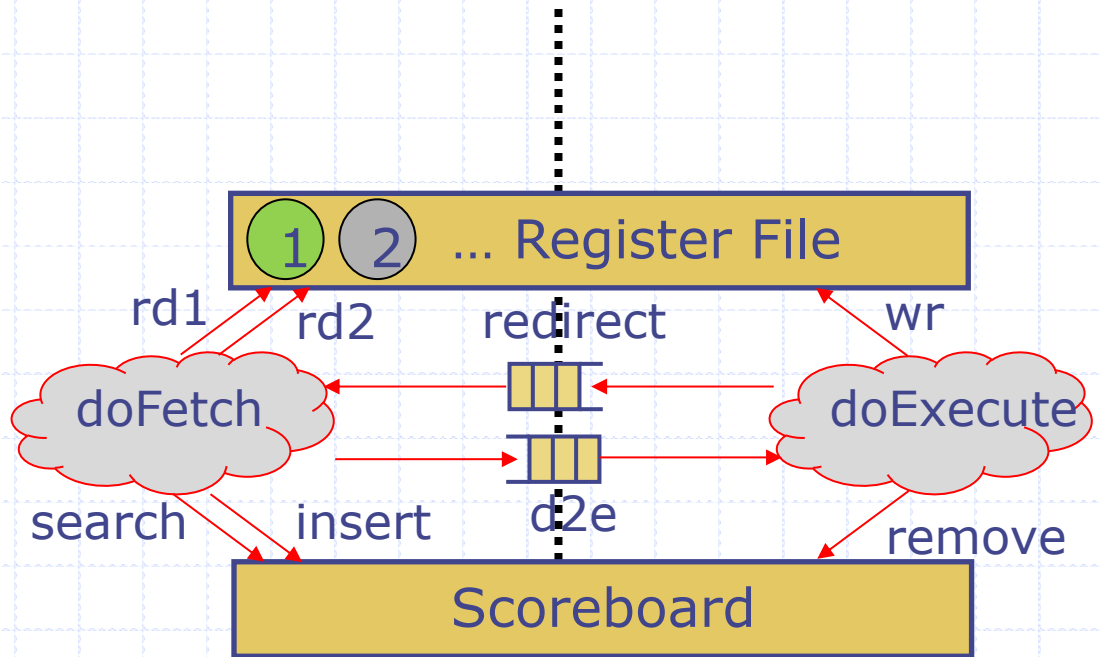 1 2 ... Register File
rd1 rd2 redirect wr
doFetch doExecute
search insert d2e remove
Scoreboard